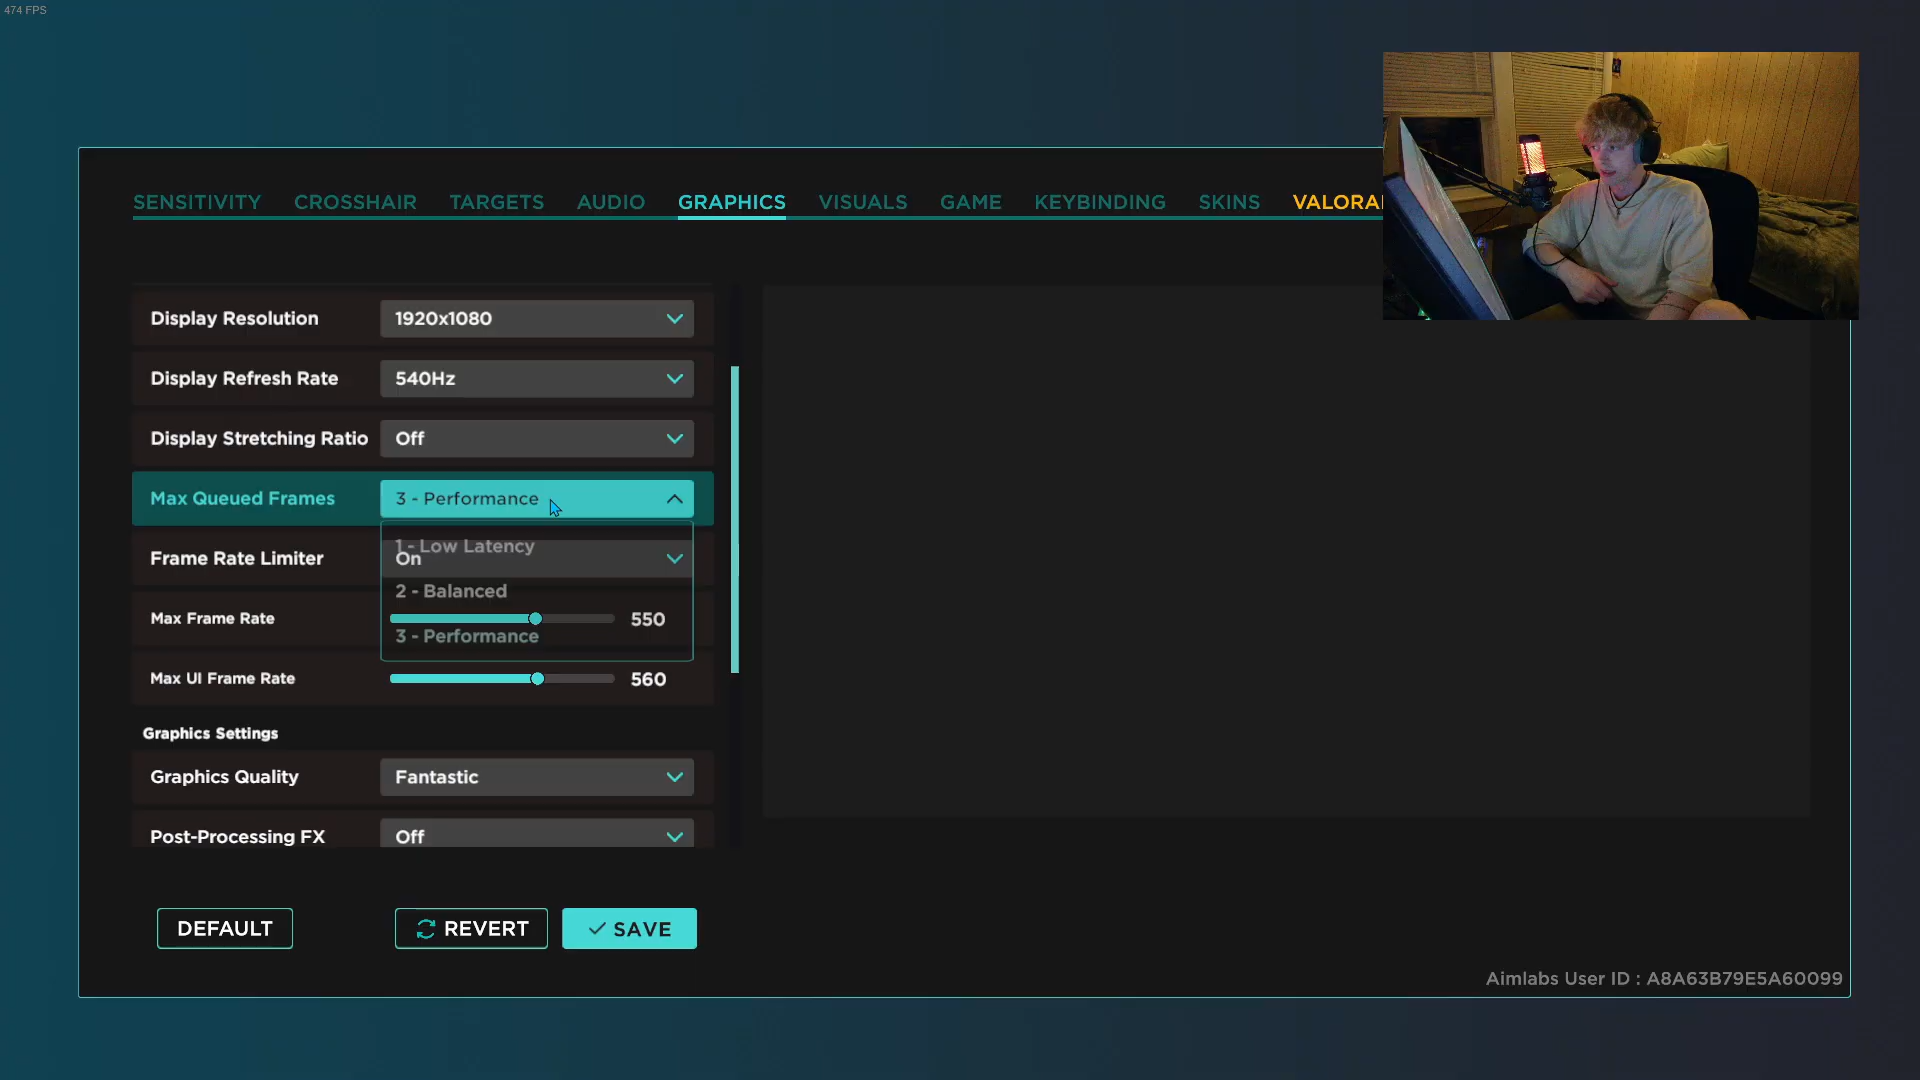 474 FPS
SENSITIVITY CROSSHAIR TARGETS AUDIO GRAPHICS VISUALS GAME KEYBINDING SKINS
Display Resolution 1920x1080
Display Refresh Rate 540Hz
Display Stretching Ratio Off
Max Queued Frames 3 - Performance
1 - Low Latency
Frame Rate Limiter On
2 - Balanced
Max Frame Rate 550
3 - Performance
Max UI Frame Rate 560
Graphics Settings
Graphics Quality Fantastic
Post-Processing FX Off
DEFAULT REVERT SAVE
Aimlabs User ID : A8A63B79E5A60099